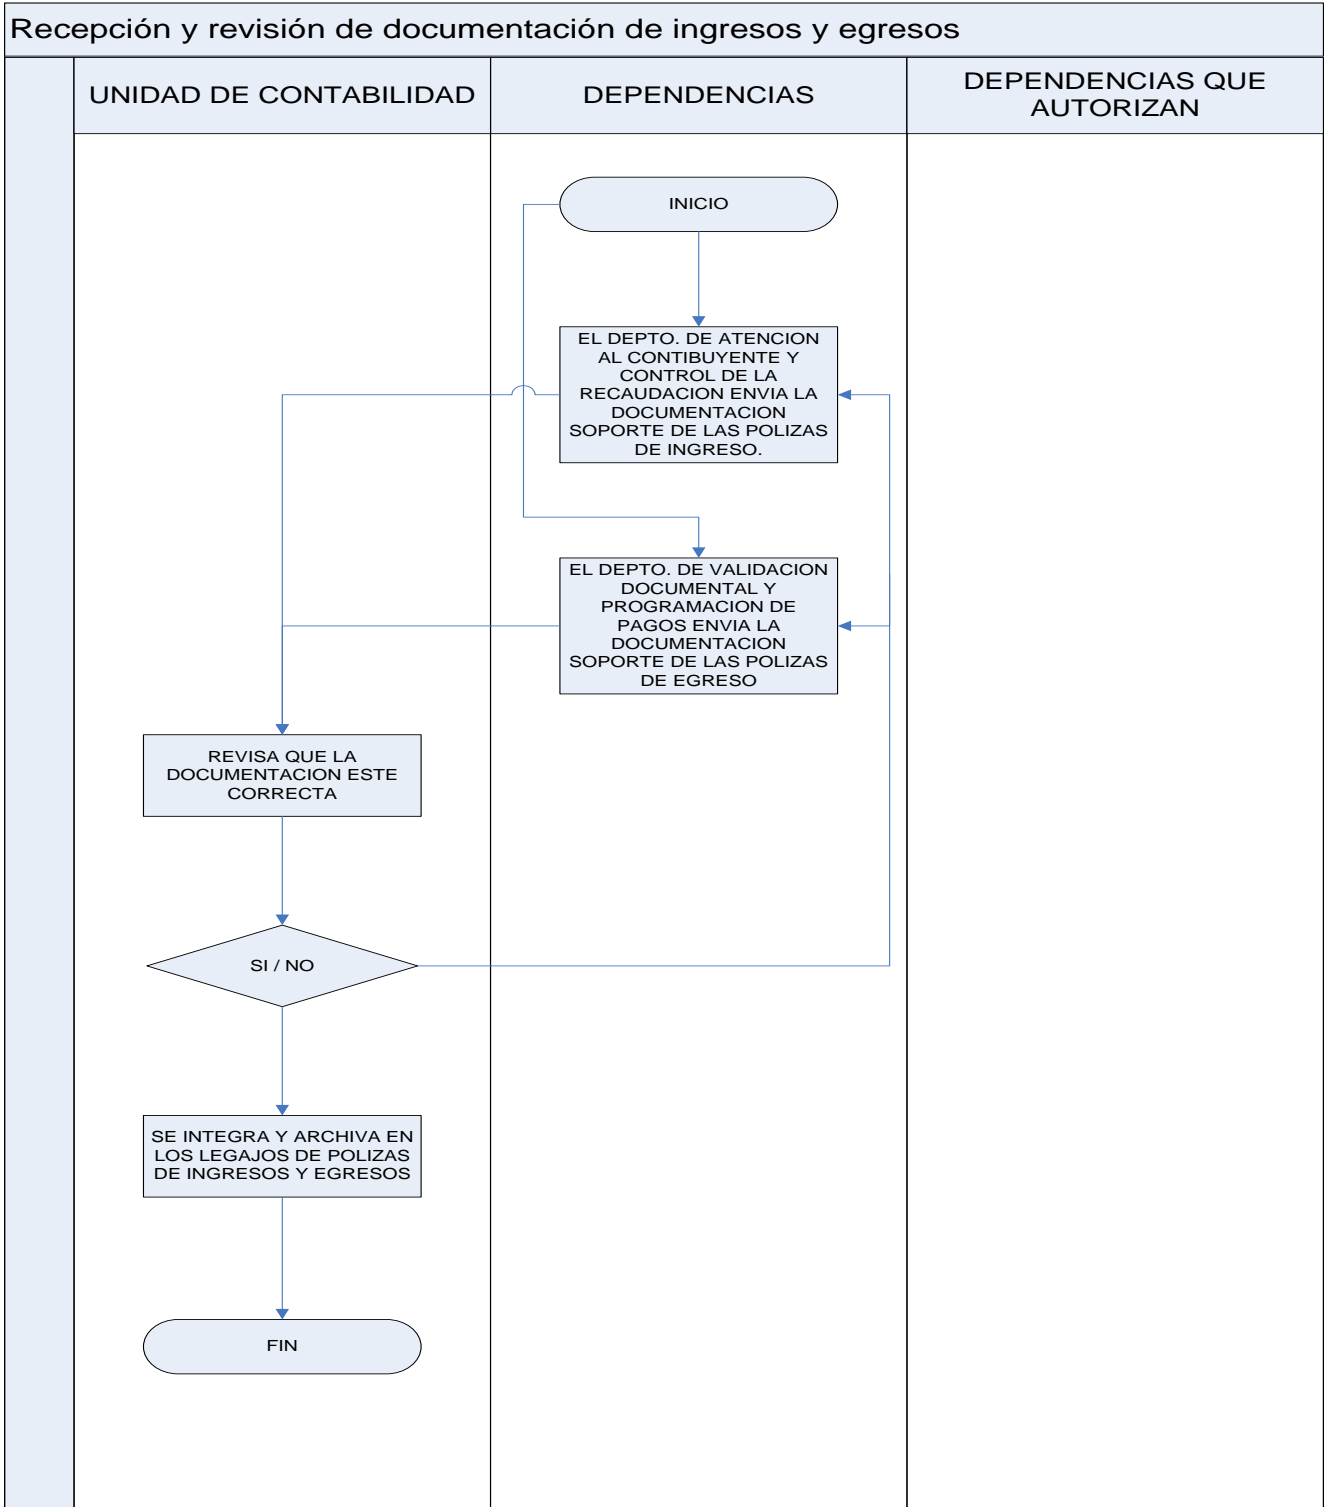 Recepción y revisión de documentación de ingresos y egresos
UNIDAD DE CONTABILIDAD
DEPENDENCIAS
DEPENDENCIAS QUE
AUTORIZAN
INICIO
EL DEPTO. DE ATENCION
AL CONTIBUYENTE Y
CONTROL DE LA
RECAUDACION ENVIA LA
DOCUMENTACION
SOPORTE DE LAS POLIZAS
DE INGRESO.
EL DEPTO. DE VALIDACION
DOCUMENTAL Y
PROGRAMACION DE
PAGOS ENVIA LA
DOCUMENTACION
SOPORTE DE LAS POLIZAS
DE EGRESO
REVISA QUE LA
DOCUMENTACION ESTE
CORRECTA
SI / NO
SE INTEGRA Y ARCHIVA EN
LOS LEGAJOS DE POLIZAS
DE INGRESOS Y EGRESOS
FIN